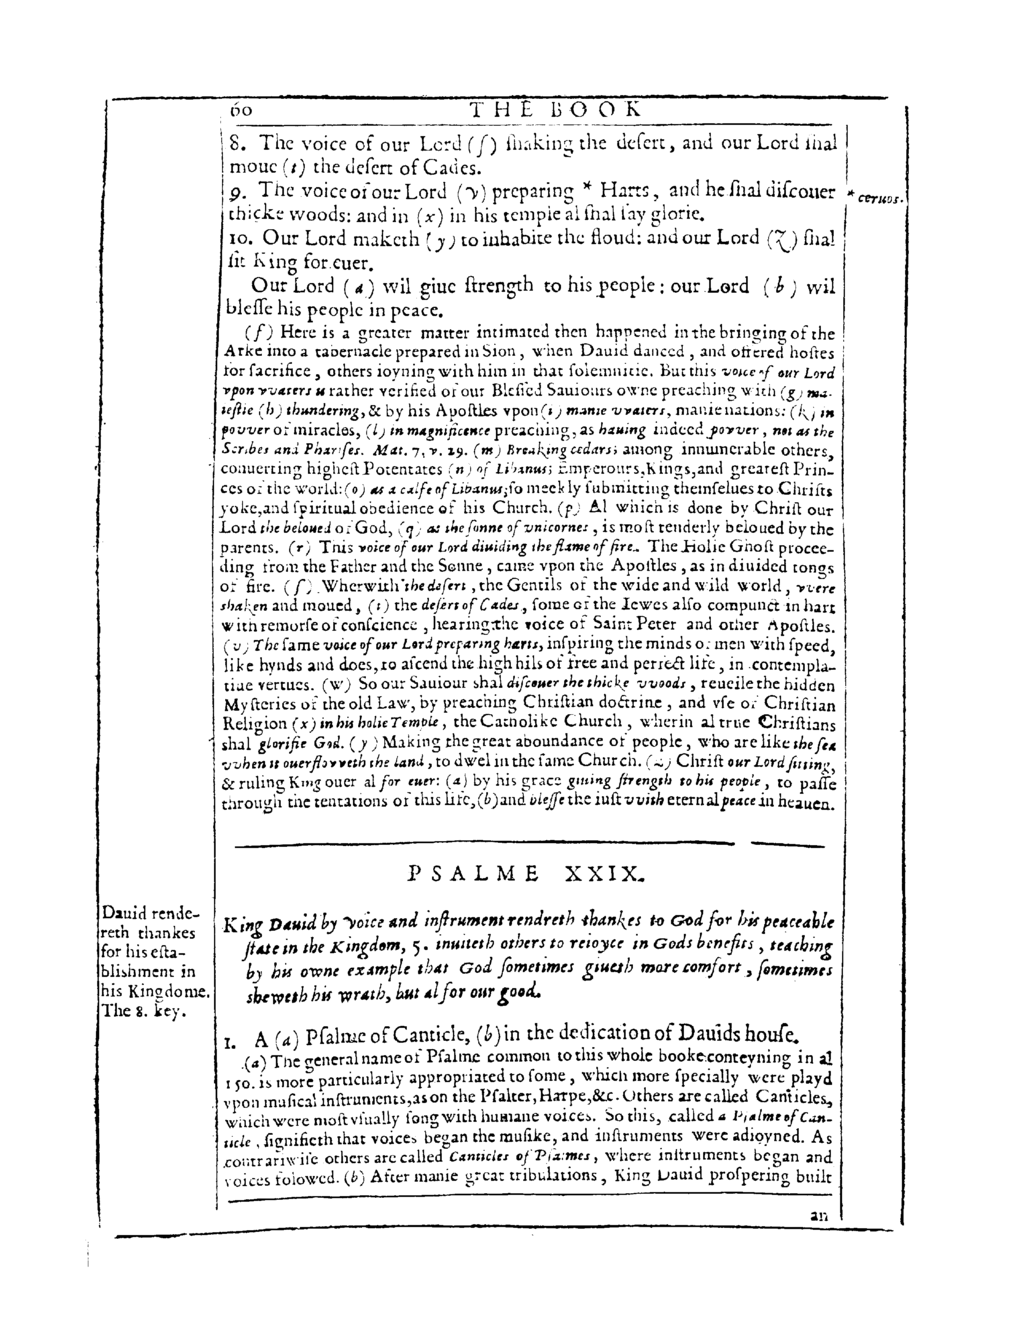 60 THE BOOK
8. The voice of our Lord (ſ) ſhaking the deſert, and our Lord ſhal
moue (t) the deſert of Cades.
9. The voice of our Lord (v) preparing * Harts, and he ſhal diſcouer
* ceruos.
thicke woods: and in (x) in his temple al ſhal ſay glorie.
10. Our Lord maketh (y) to inhabite the floud: and our Lord (z) ſhal
ſit King for euer.
Our Lord (a) wil giue ſtrength to his people: our Lord (b) wil
bleſſe his people in peace.
(f) Here is a greater matter intimated then happened in the bringing of the
Arke into a tabernacle prepared in Sion, when Dauid danced, and offered hoſtes
for ſacrifice, others ioyning with him in that ſolemnitie. But this voice of our Lord
vpon vvaters is rather verified of our Bleſſed Sauiours owne preaching with (g) ma-
ieſtie (h) thundering, & by his Apoſtles vpon (i) manie vvaters, manie nations: (k) in
povver of miracles, (l) in magnificence preaching, as hauing indeed povver, not as the
Scribes and Phariſes. Mat. 7, v. 29. (m) Breaking cedars; among innumerable others,
conuerting higheſt Potentates (n) of Libanus; Emperours, Kings, and greateſt Prin-
ces of the world: (o) as a calfe of Libanus; ſo meekly ſubmitting themſelues to Chriſts
yoke, and ſpiritual obedience of his Church. (p) Al which is done by Chriſt our
Lord the beloued of God, (q) as the ſonne of vnicornes, is moſt tenderly beloued by the
parents. (r) This voice of our Lord diuiding the flame of fire. The Holie Ghoſt procee-
ding from the Father and the Sonne, came vpon the Apoſtles, as in diuided tongs
of fire. (ſ) Wherwith the deſert, the Gentils of the wide and wild world, vvere
shaken and moued, (t) the deſert of Cades, ſome of the Iewes alſo compunct in hart
with remorſe of conſcience, hearing the voice of Saint Peter and other Apoſtles.
(v) The ſame voice of our Lord preparing harts, inſpiring the minds of men with ſpeed,
like hynds and does, to aſcend the high hils of free and perfect life, in contempla-
tiue vertues. (w) So our Sauiour shal diſcouer the thicke vvoods, reueile the hidden
Myſteries of the old Law, by preaching Chriſtian doctrine, and vſe of Chriſtian
Religion (x) in his holie Temple, the Catholike Church, wherin al true Chriſtians
shal glorifie God. (y) Making the great aboundance of people, who are like the ſea
vvhen it ouerflovveth the land, to dwel in the ſame Church. (z) Chriſt our Lord ſitting,
& ruling King ouer al for euer: (a) by his grace giuing ſtrength to his people, to paſſe
through the tentations of this life, (b) and bleſſe the iuſt vvith eternal peace in heauen.
PSALME XXIX.
Dauid rende-
reth thankes
for his eſta-
blishment in
his Kingdome.
The 8. key.
King Dauid by voice and inſtrument rendreth thankes to God for his peaceable
ſtate in the Kingdom, 5. inuiteth others to reioyce in Gods benefits, teaching
by his owne example that God ſometimes giueth more comfort, ſometimes
sheweth his wrath, but al for our good.
1. A (a) Pſalme of Canticle, (b) in the dedication of Dauids houſe.
(a) The general name of Pſalme common to this whole booke conteyning in al
150. is more particularly appropriated to ſome, which more ſpecially were playd
vpon muſical inſtruments, as on the Pſalter, Harpe, &c. Others are called Canticles,
which were moſt vſually ſong with humane voices. So this, called a Pſalme of Can-
ticle, ſignifieth that voices began the muſike, and inſtruments were adioyned. As
contrariwiſe others are called Canticles of Pſalmes, where inſtruments began and
voices folowed. (b) After manie great tribulations, King Dauid proſpering built
an